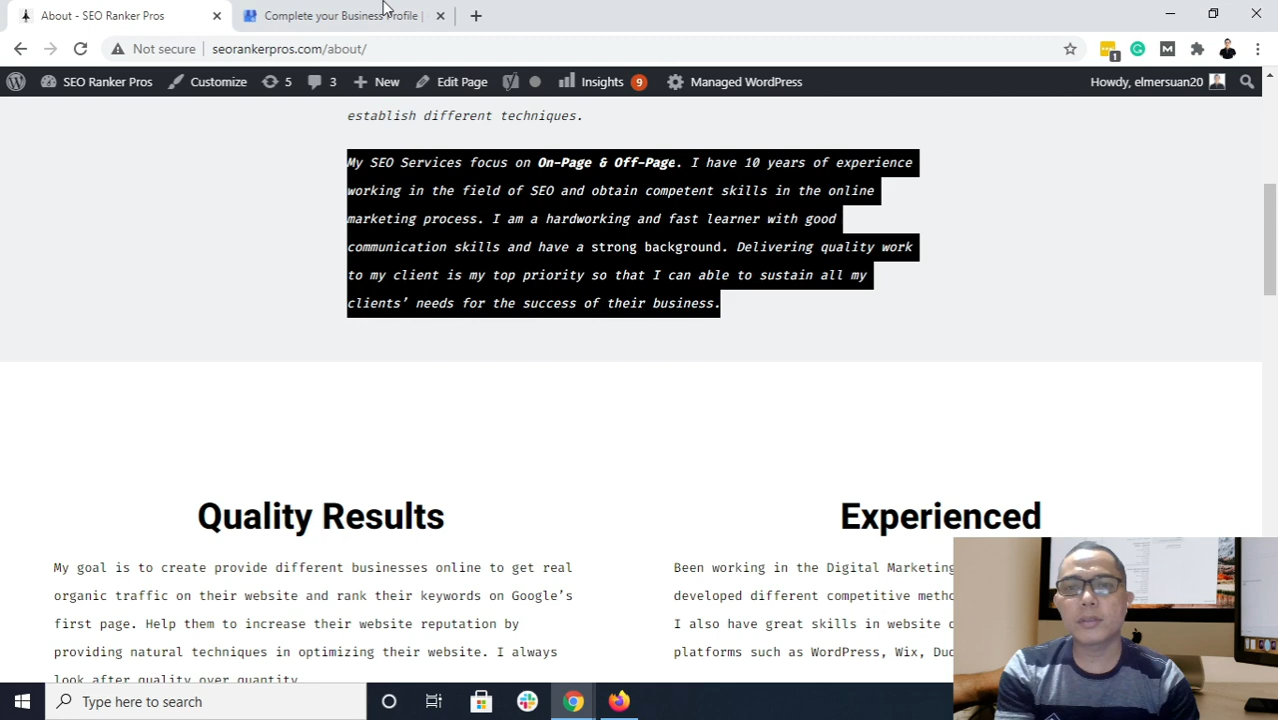 About - SEO Ranker Pros
Complete your Business Profile |
Not secure
seorankerpros.com/about/
1
SEO Ranker Pros
Customize
5
3
New
Edit Page
Insights
9
Managed WordPress
Howdy, elmersuan20
establish different techniques.
My SEO Services focus on On-Page & Off-Page. I have 10 years of experience
working in the field of SEO and obtain competent skills in the online
marketing process. I am a hardworking and fast learner with good
communication skills and have a strong background. Delivering quality work
to my client is my top priority so that I can able to sustain all my
clients’ needs for the success of their business.
Quality Results
My goal is to create provide different businesses online to get real
organic traffic on their website and rank their keywords on Google’s
first page. Help them to increase their website reputation by
providing natural techniques in optimizing their website. I always
look after quality over quantity
Experienced
Been working in the Digital Marketing
developed different competitive
I also have great skills in website
platforms such as WordPress, Wix,
Type here to search